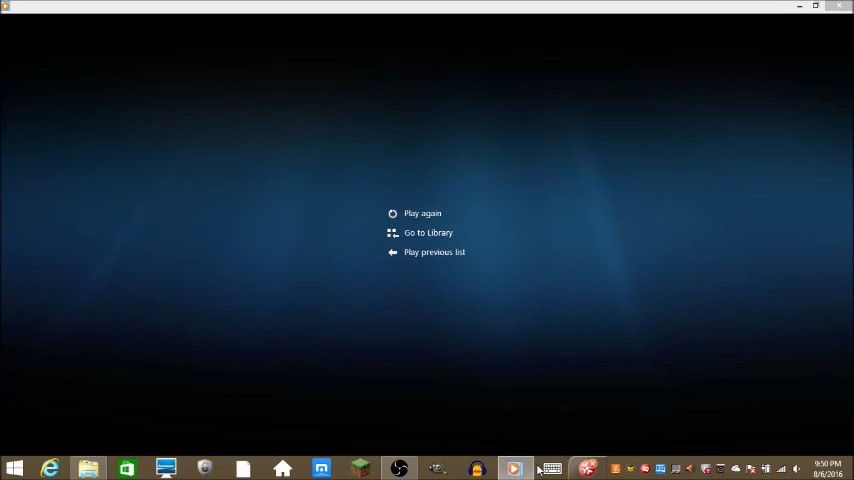 Play again
Go to Library
Play previous list
9:50 PM
8/6/2016